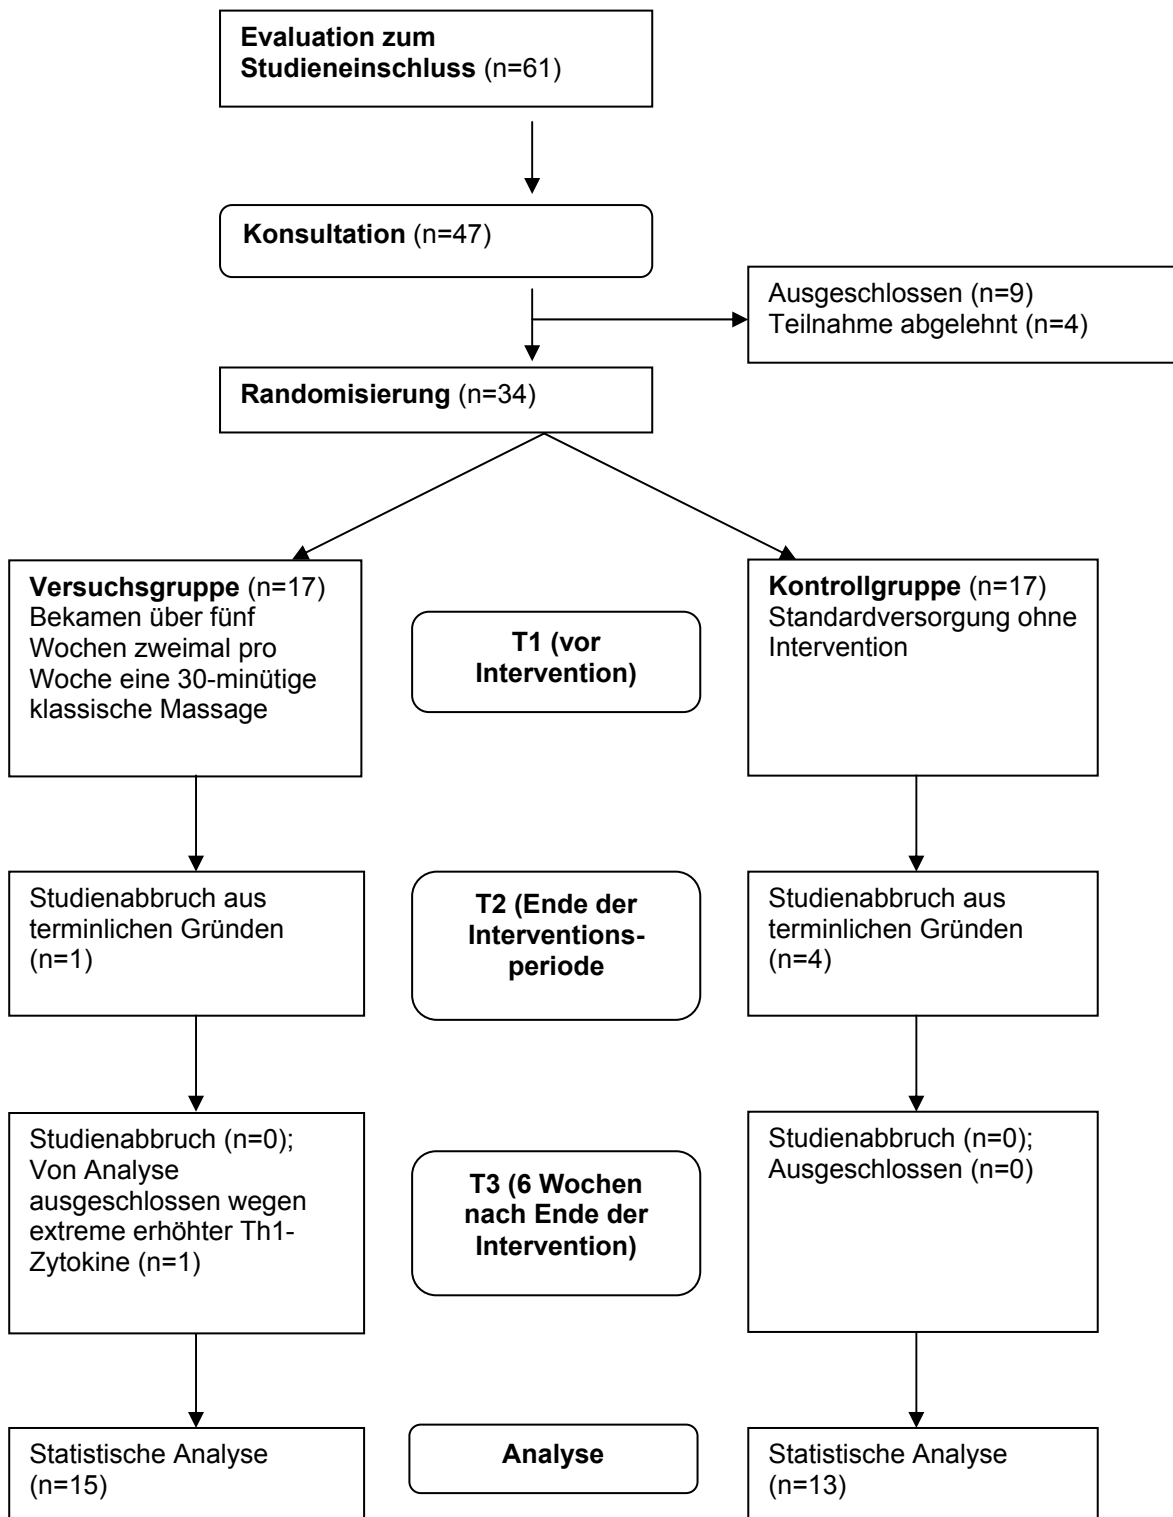 Evaluation zum
Studieneinschluss (n=61)
Konsultation (n=47)
Ausgeschlossen (n=9)
Teilnahme abgelehnt (n=4)
Randomisierung (n=34)
Versuchsgruppe (n=17)
Bekamen über fünf
Wochen zweimal pro
Woche eine 30-minütige
klassische Massage
T1 (vor
Intervention)
Kontrollgruppe (n=17)
Standardversorgung ohne
Intervention
Studienabbruch aus
terminlichen Gründen
(n=1)
T2 (Ende der
Interventions-
periode
Studienabbruch aus
terminlichen Gründen
(n=4)
Studienabbruch (n=0);
Von Analyse
ausgeschlossen wegen
extreme erhöhter Th1-
Zytokine (n=1)
T3 (6 Wochen
nach Ende der
Intervention)
Studienabbruch (n=0);
Ausgeschlossen (n=0)
Statistische Analyse
(n=15)
Analyse
Statistische Analyse
(n=13)